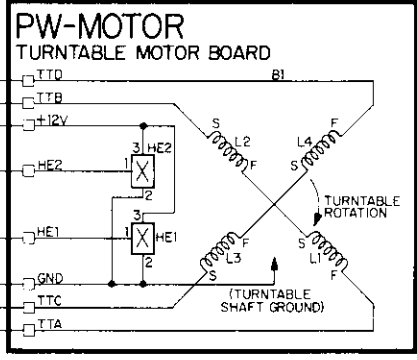 PW-MOTOR
TURNTABLE MOTOR BOARD
TTD B1
TTB
+12V
S F
L2 L4
3 HE2
HE2 1
F S
2
TURNTABLE
ROTATION
3
HE1 1 HE1
F S
L3 L1
2
S F
GND
(TURNTABLE
SHAFT GROUND)
TTC
TTA